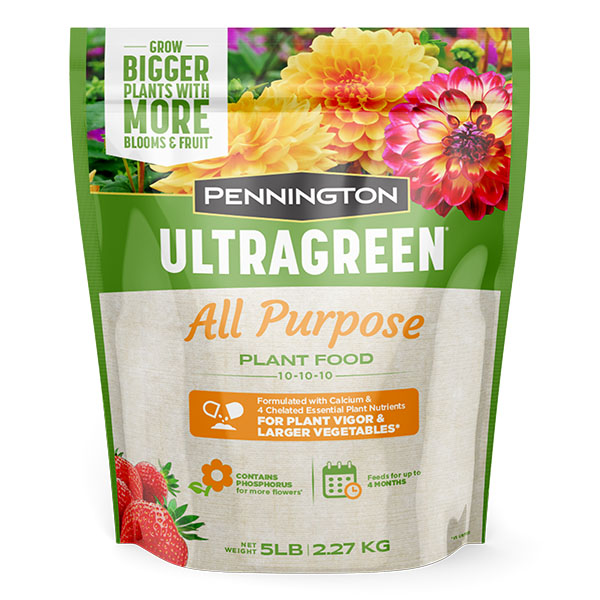 GROW
BIGGER
PLANTS WITH
MORE
BLOOMS & FRUIT*
PENNINGTON
ULTRAGREEN®
All Purpose
PLANT FOOD
10-10-10
Formulated with Calcium &
4 Chelated Essential Plant Nutrients
FOR PLANT VIGOR &
LARGER VEGETABLES*
CONTAINS
PHOSPHORUS
for more flowers*
Feeds for up to
4 MONTHS
NET
WEIGHT 5LB | 2.27 KG